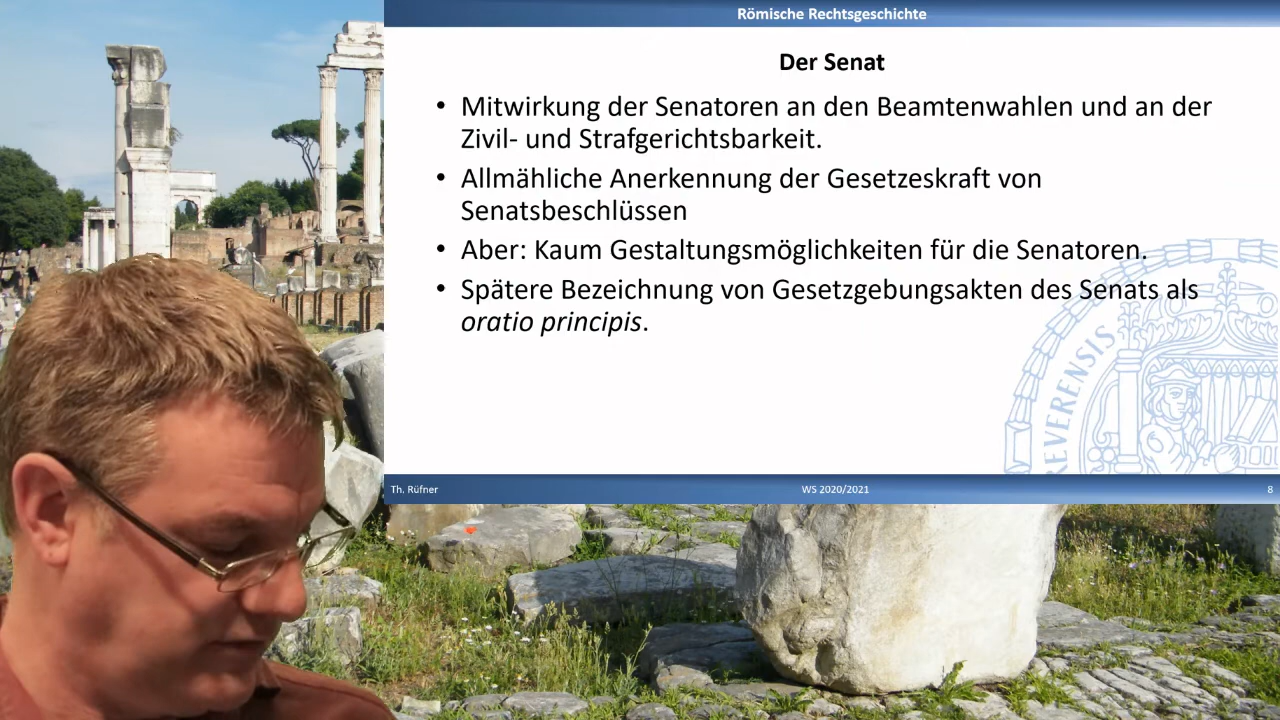 Römische Rechtsgeschichte
Der Senat
• Mitwirkung der Senatoren an den Beamtenwahlen und an der
Zivil- und Strafgerichtsbarkeit.
• Allmähliche Anerkennung der Gesetzeskraft von
Senatsbeschlüssen
• Aber: Kaum Gestaltungsmöglichkeiten für die Senatoren.
• Spätere Bezeichnung von Gesetzgebungsakten des Senats als
oratio principis.
EVERENSIS
Th. Rüfner
WS 2020/2021
8